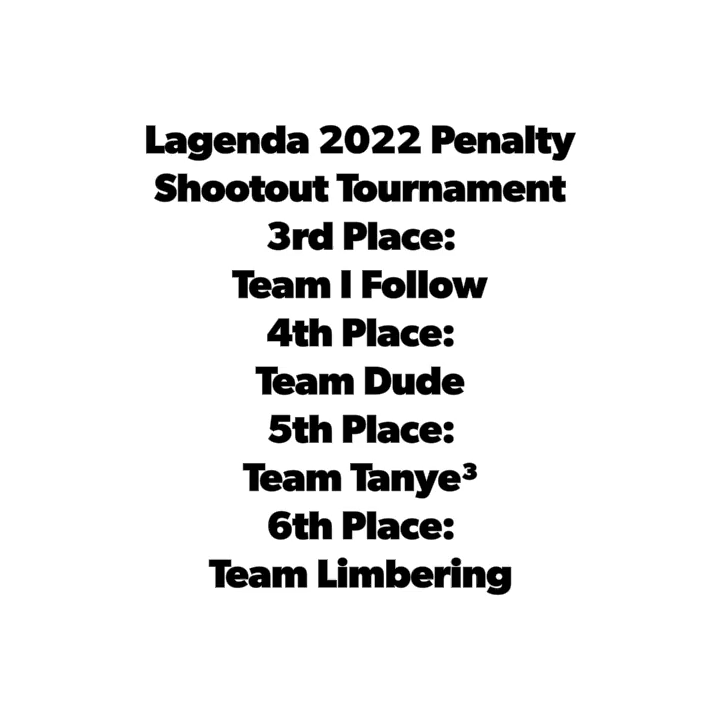 Lagenda 2022 Penalty
Shootout Tournament
3rd Place:
Team I Follow
4th Place:
Team Dude
5th Place:
Team Tanye³
6th Place:
Team Limbering